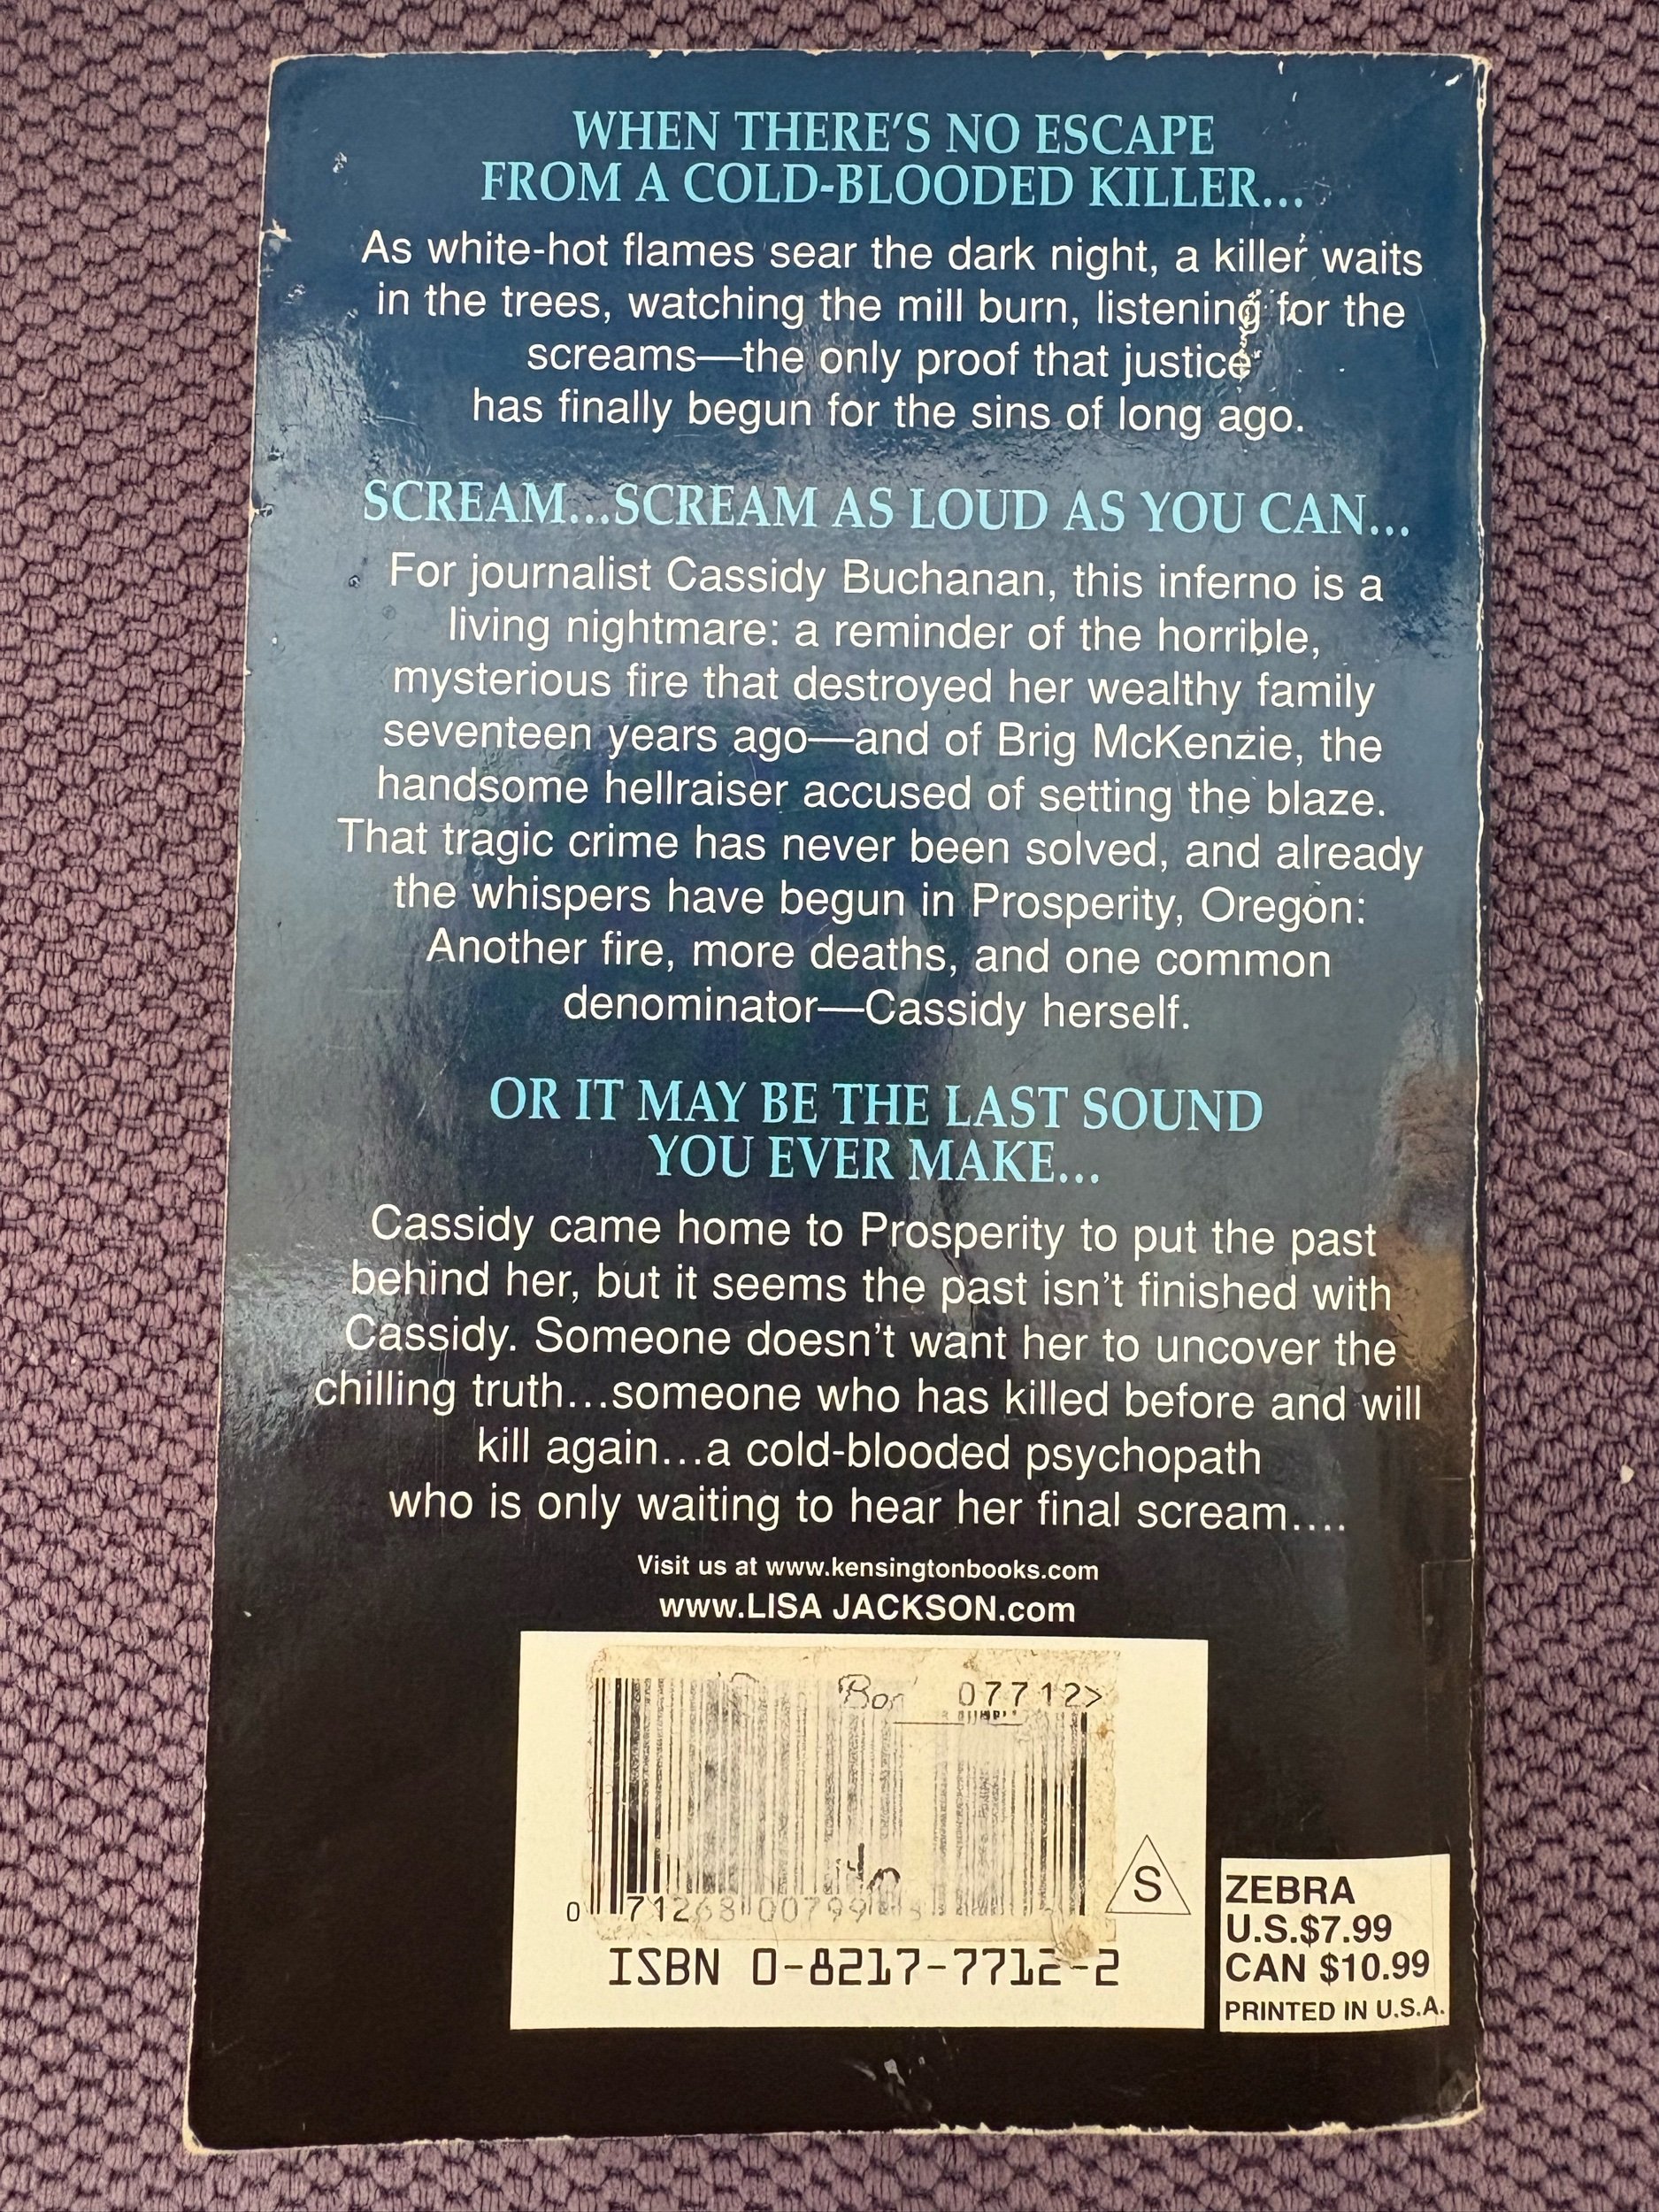 WHEN THERE'S NO ESCAPE
FROM A COLD-BLOODED KILLER...
As white-hot flames sear the dark night, a killer waits
in the trees, watching the mill burn, listening for the
screams—the only proof that justice
has finally begun for the sins of long ago.
SCREAM...SCREAM AS LOUD AS YOU CAN...
For journalist Cassidy Buchanan, this inferno is a
living nightmare: a reminder of the horrible,
mysterious fire that destroyed her wealthy family
seventeen years ago—and of Brig McKenzie, the
handsome hellraiser accused of setting the blaze.
That tragic crime has never been solved, and already
the whispers have begun in Prosperity, Oregon:
Another fire, more deaths, and one common
denominator—Cassidy herself.
OR IT MAY BE THE LAST SOUND
YOU EVER MAKE...
Cassidy came home to Prosperity to put the past
behind her, but it seems the past isn't finished with
Cassidy. Someone doesn't want her to uncover the
chilling truth...someone who has killed before and will
kill again...a cold-blooded psychopath
who is only waiting to hear her final scream....
Visit us at www.kensingtonbooks.com
www.LISA JACKSON.com
07712>
0 71268 00799
S
ISBN 0-8217-7712-2
ZEBRA
U.S.$7.99
CAN $10.99
PRINTED IN U.S.A.